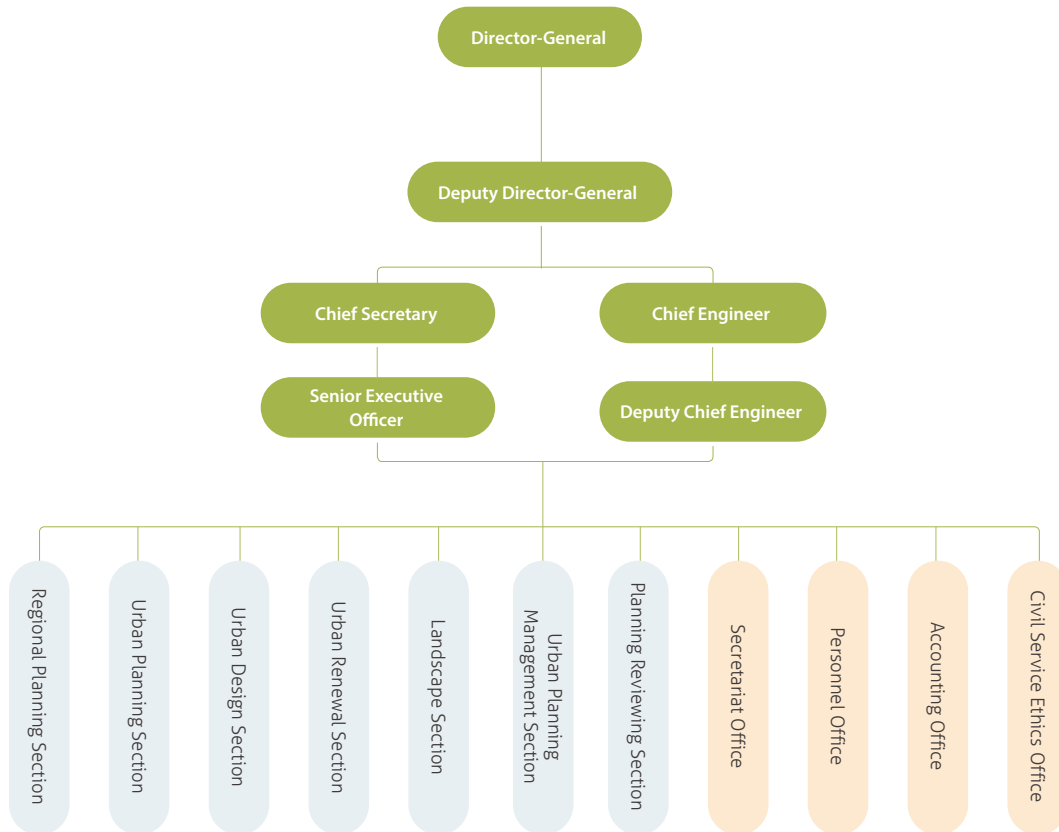 Director-General
Deputy Director-General
Chief Secretary
Chief Engineer
Senior Executive
Officer
Deputy Chief Engineer
Regional Planning Section
Urban Planning Section
Urban Design Section
Urban Renewal Section
Landscape Section
Urban Planning
Management Section
Planning Reviewing Section
Secretariat Office
Personnel Office
Accounting Office
Civil Service Ethics Office